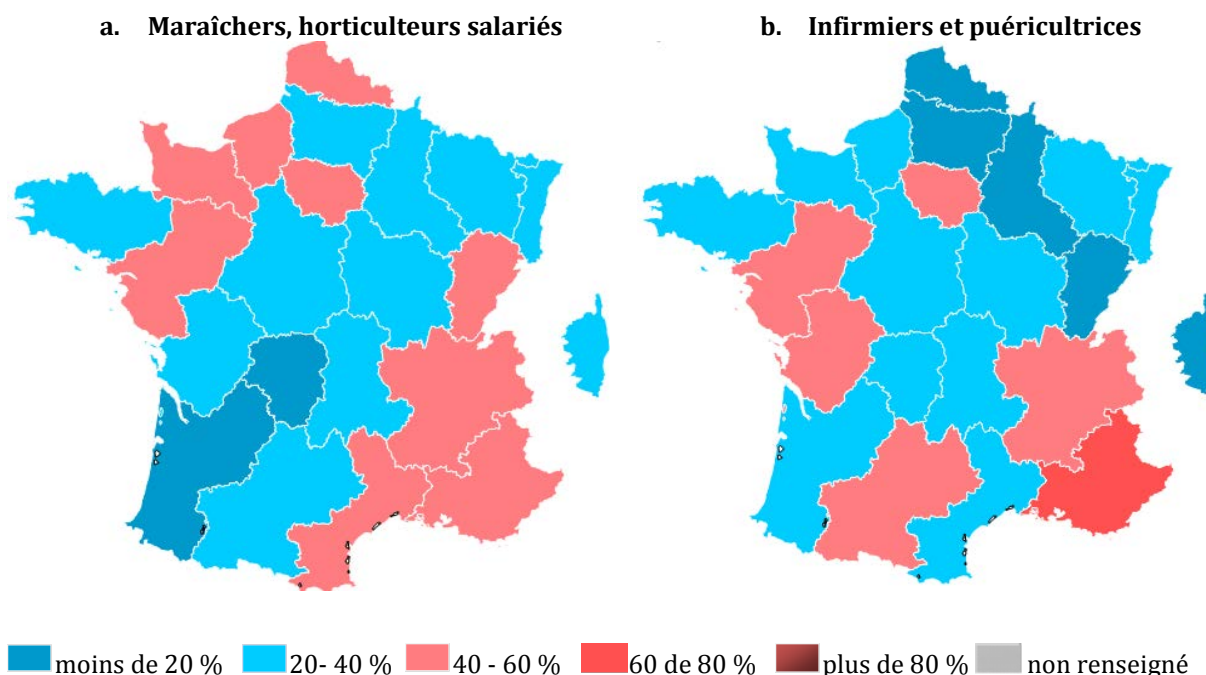 a. Maraîchers, horticulteurs salariés
b. Infirmiers et puéricultrices
moins de 20 % 20- 40 % 40 - 60 % 60 de 80 % plus de 80 % non renseigné